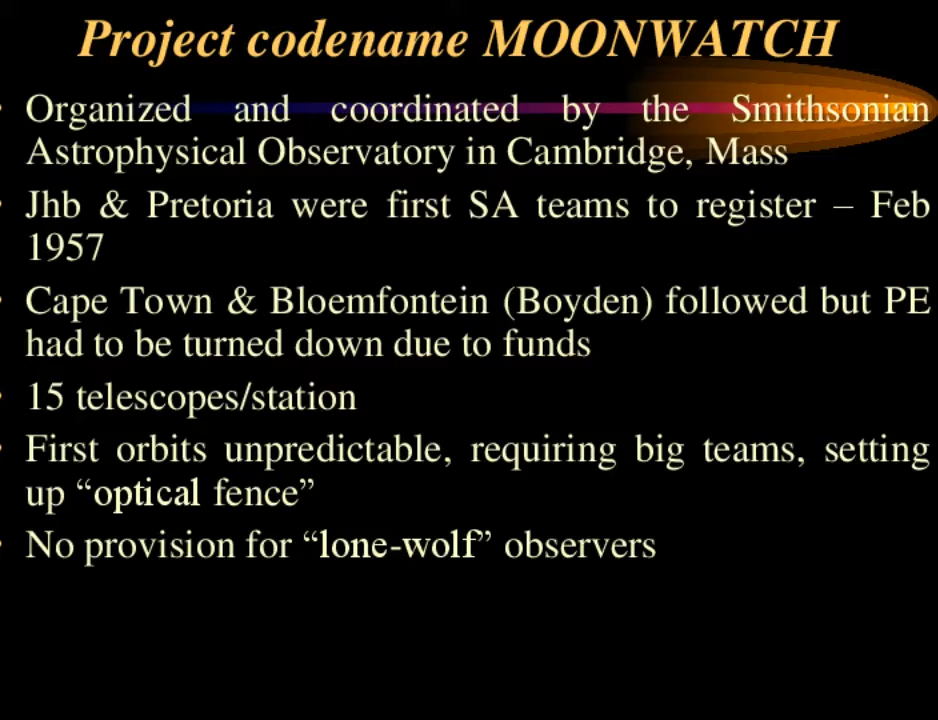 Project codename MOONWATCH
• Organized and coordinated by the Smithsonian
Astrophysical Observatory in Cambridge, Mass
• Jhb & Pretoria were first SA teams to register – Feb
1957
• Cape Town & Bloemfontein (Boyden) followed but PE
had to be turned down due to funds
• 15 telescopes/station
• First orbits unpredictable, requiring big teams, setting
up “optical fence”
• No provision for “lone-wolf” observers